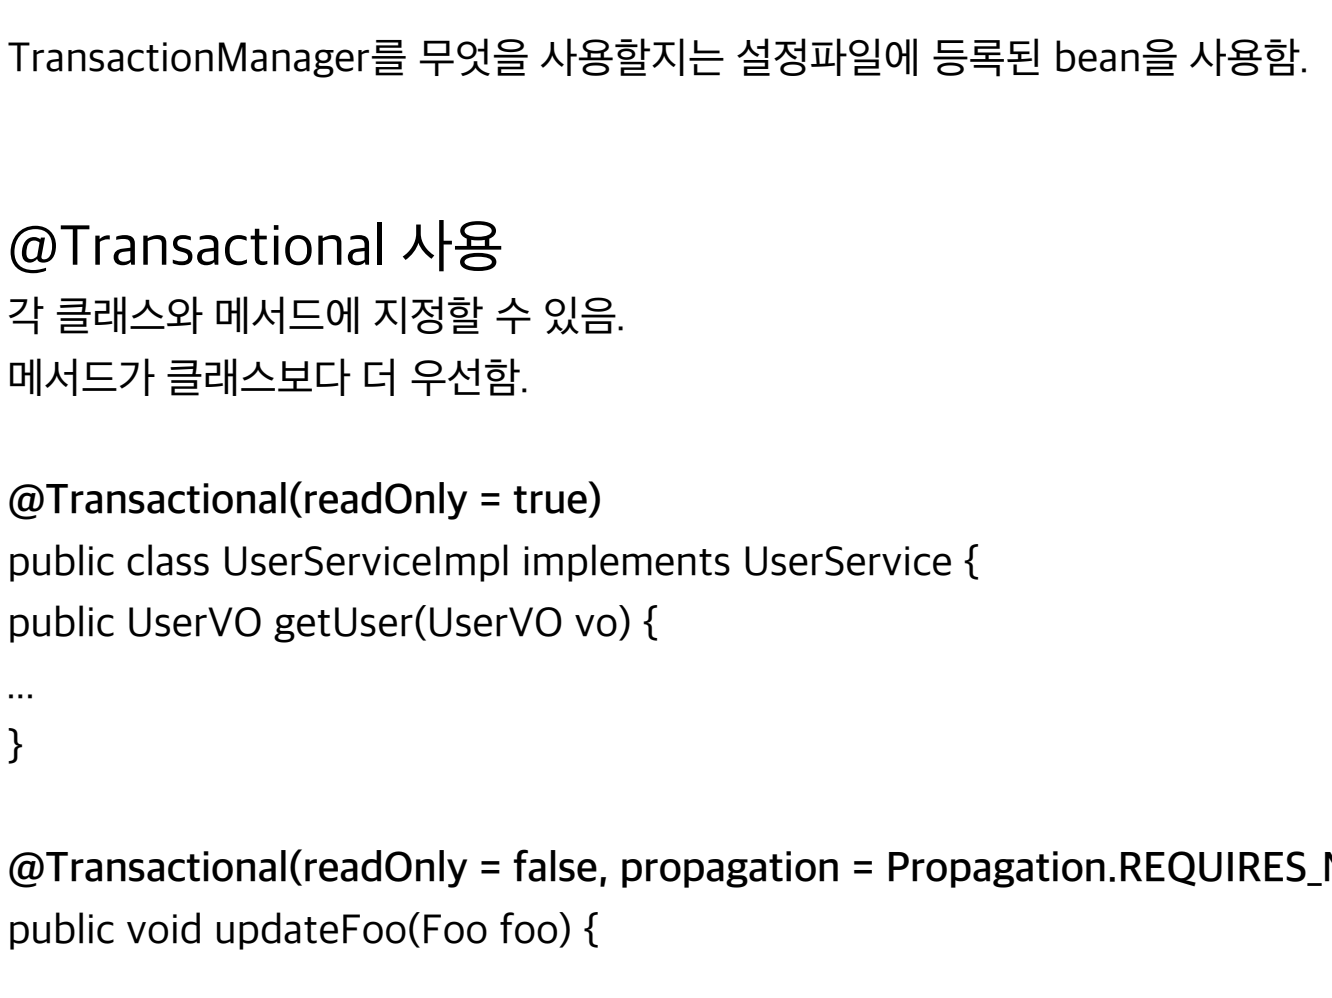 TransactionManager를 무엇을 사용할지는 설정파일에 등록된 bean을 사용함.
@Transactional 사용
각 클래스와 메서드에 지정할 수 있음.
메서드가 클래스보다 더 우선함.
@Transactional(readOnly = true)
public class UserServiceImpl implements UserService {
public UserVO getUser(UserVO vo) {
...
}
@Transactional(readOnly = false, propagation = Propagation.REQUIRES_
public void updateFoo(Foo foo) {